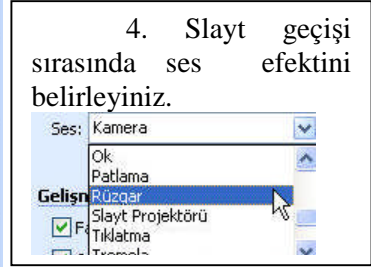 4. Slayt geçişi
sırasında ses efektini
belirleyiniz.
Ses: Kamera
Ok
Patlama
Rüzgar
Slayt Projektörü
Tıklatma